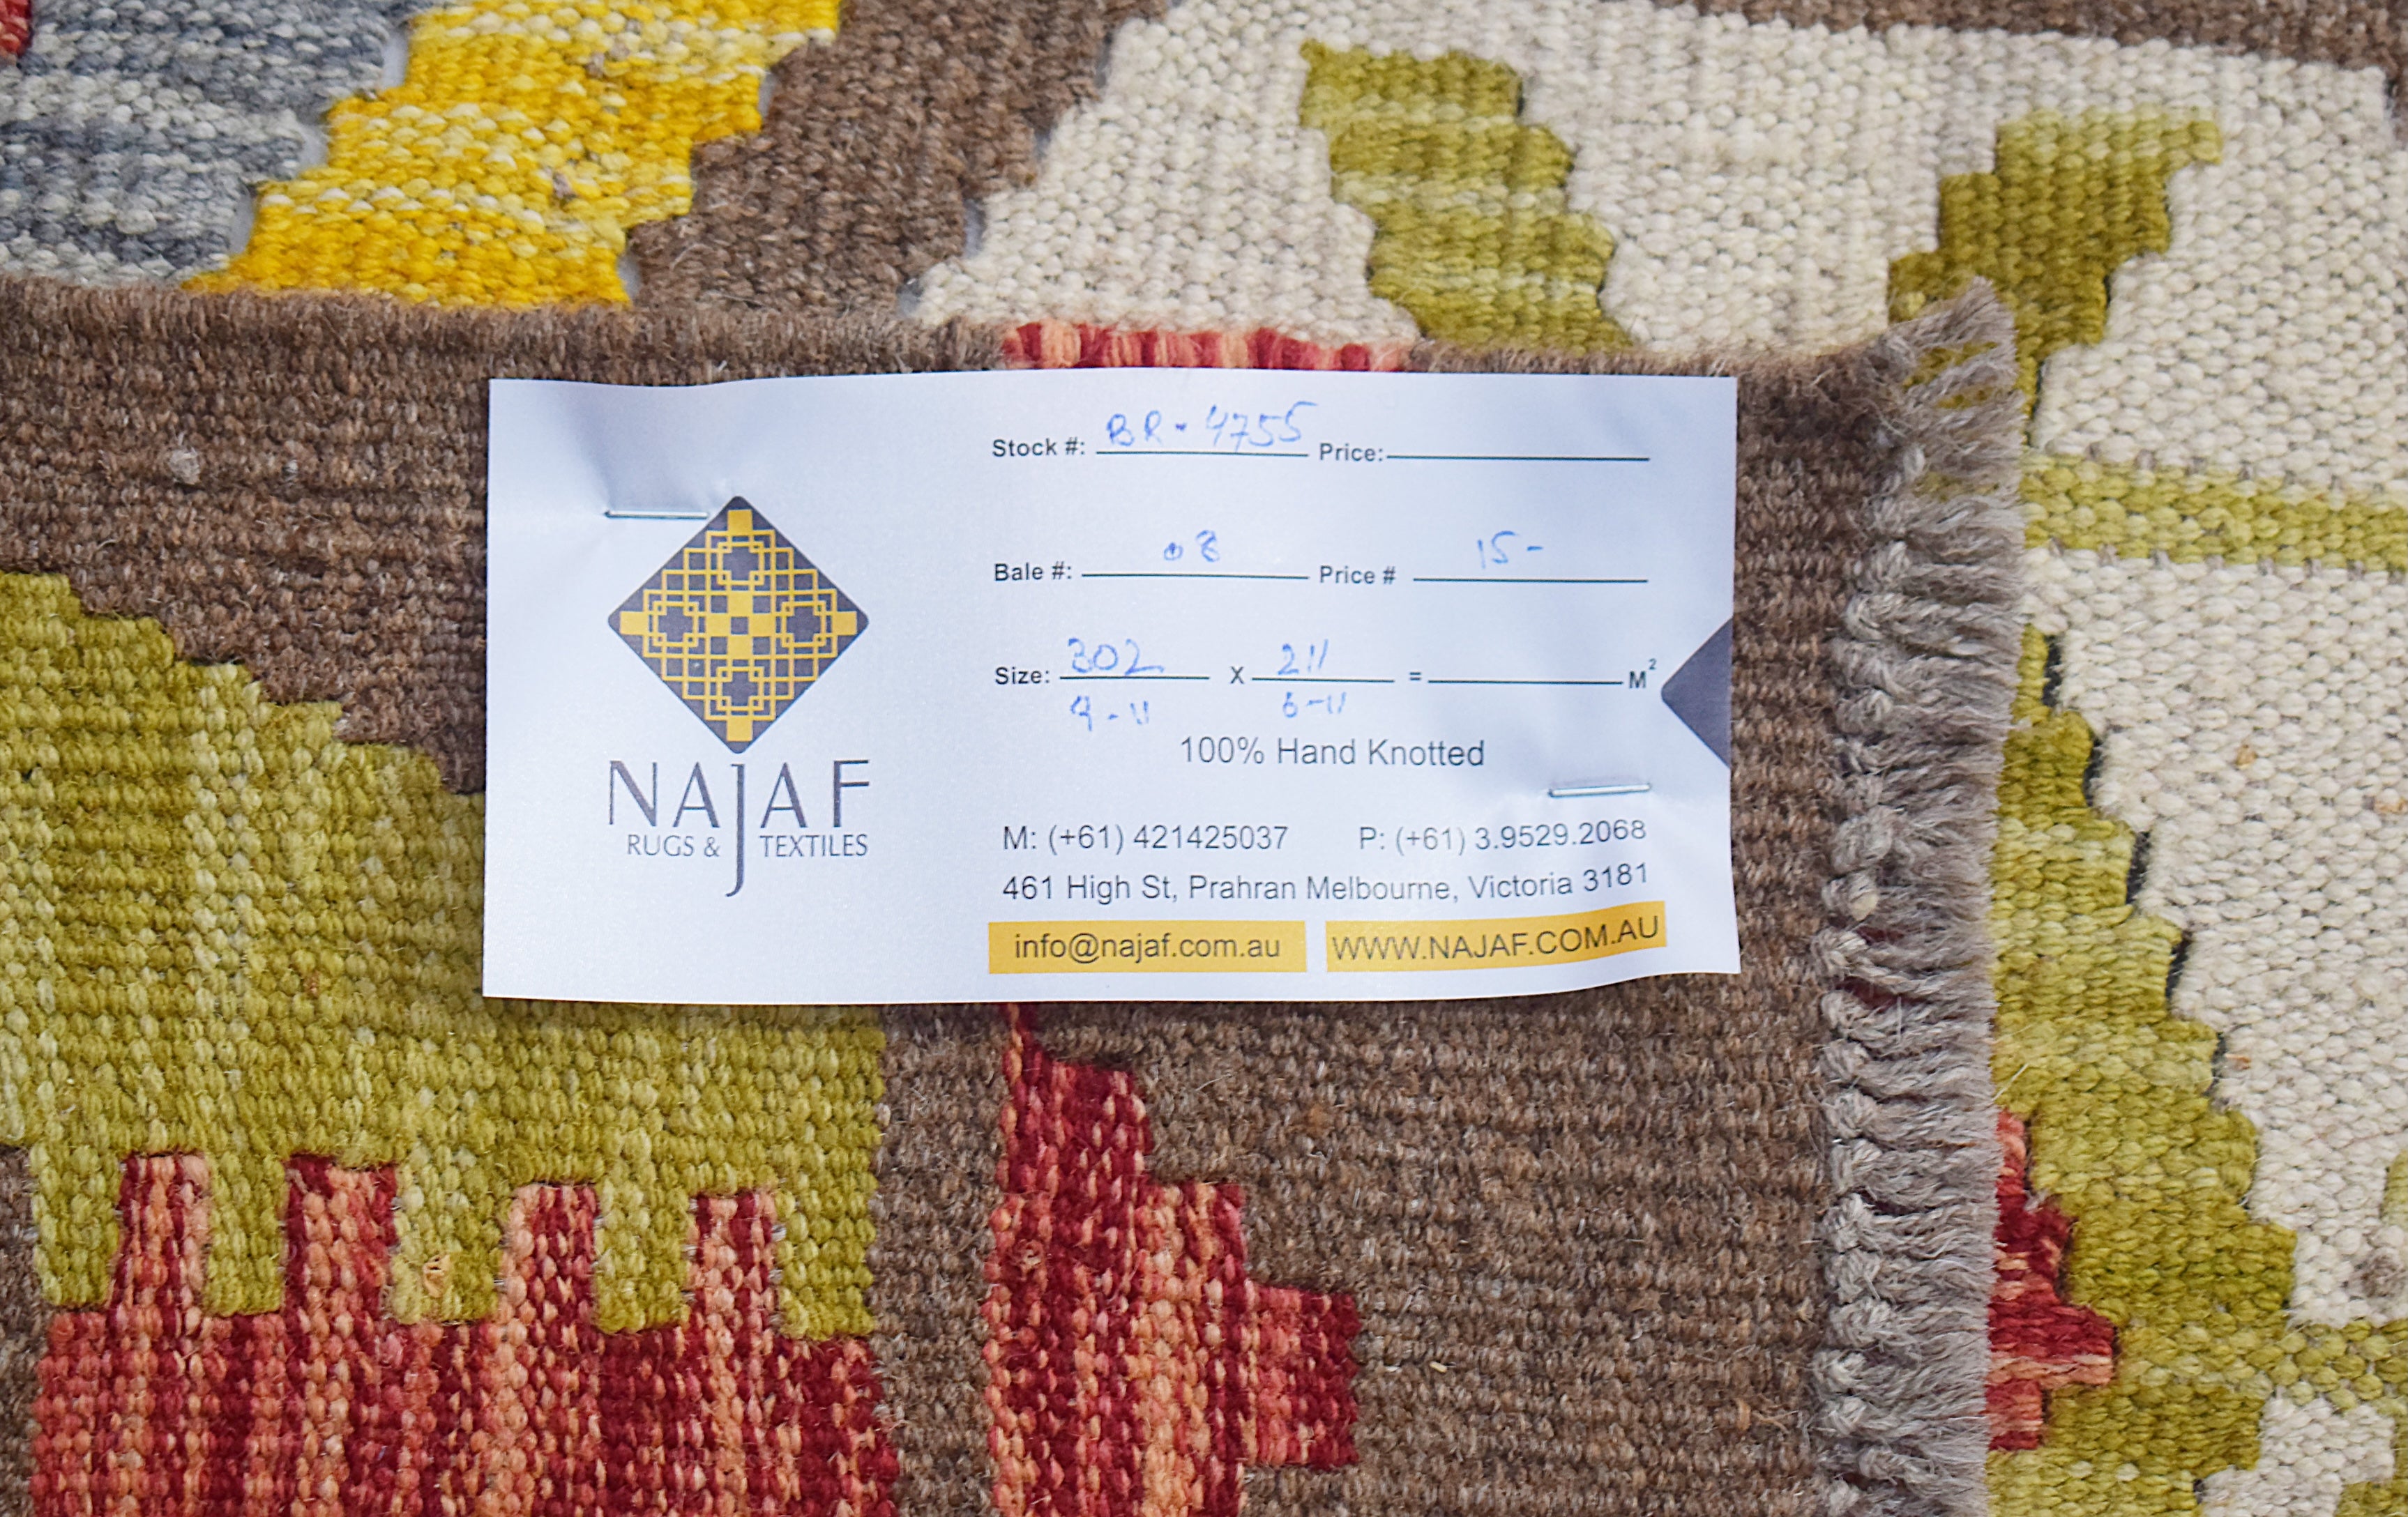 NAJAF
RUGS & TEXTILES
Stock #: BR-4755 Price:
Bale #: 08 Price # 15-
Size: 302 X 211 = M²
9-11 6-11
100% Hand Knotted
M: (+61) 421425037 P: (+61) 3.9529.2068
461 High St, Prahran Melbourne, Victoria 3181
info@najaf.com.au WWW.NAJAF.COM.AU